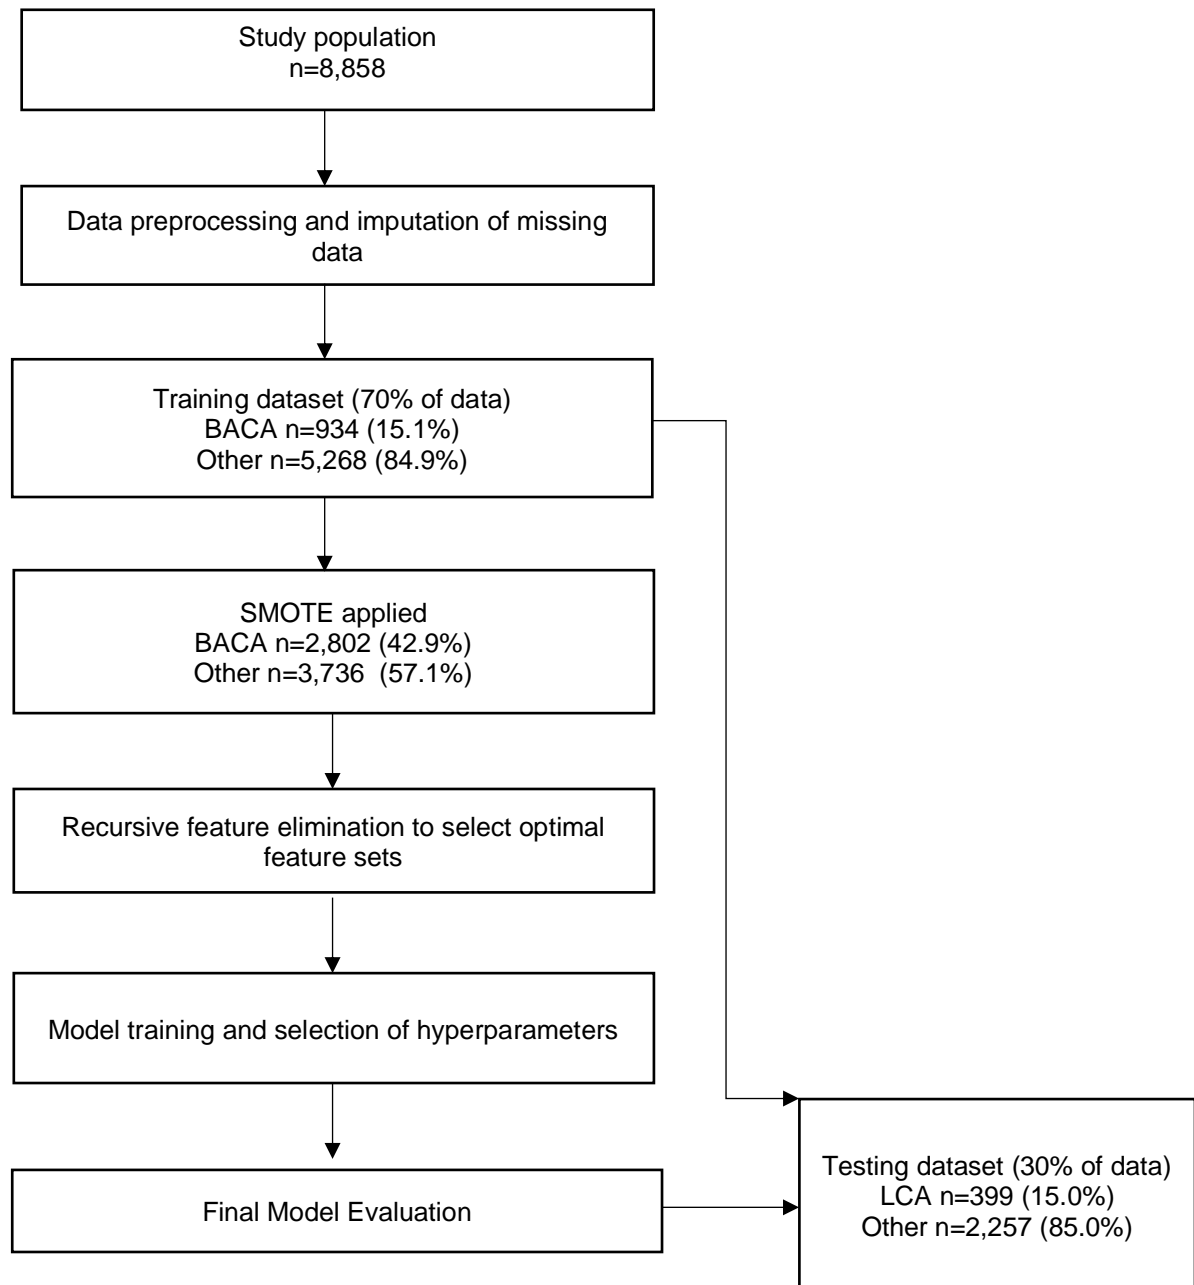 Study population
n=8,858
Data preprocessing and imputation of missing
data
Training dataset (70% of data)
BACA n=934 (15.1%)
Other n=5,268 (84.9%)
SMOTE applied
BACA n=2,802 (42.9%)
Other n=3,736  (57.1%)
Recursive feature elimination to select optimal
feature sets
Model training and selection of hyperparameters
Final Model Evaluation
Testing dataset (30% of data)
LCA n=399 (15.0%)
Other n=2,257 (85.0%)